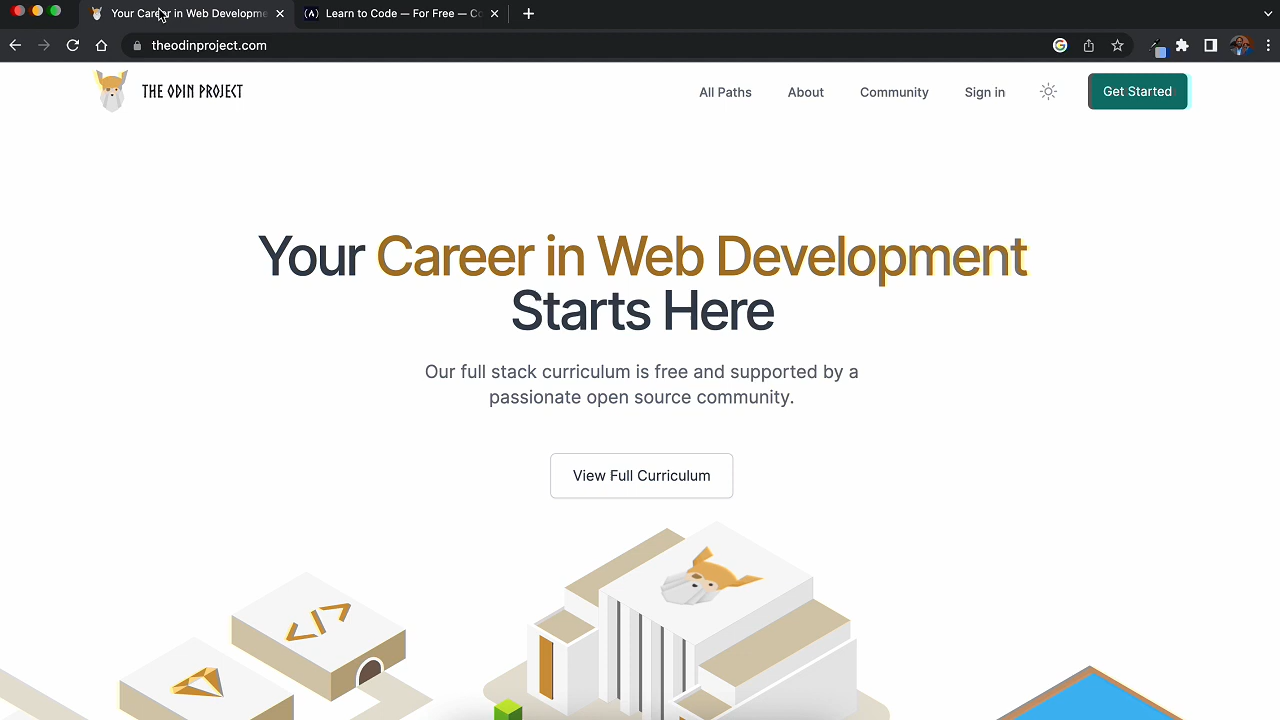 Your Career in Web Developme
Learn to Code — For Free — Co
theodinproject.com
THE ODIN PROJECT
All Paths
About
Community
Sign in
Get Started
Your Career in Web Development
Starts Here
Our full stack curriculum is free and supported by a
passionate open source community.
View Full Curriculum